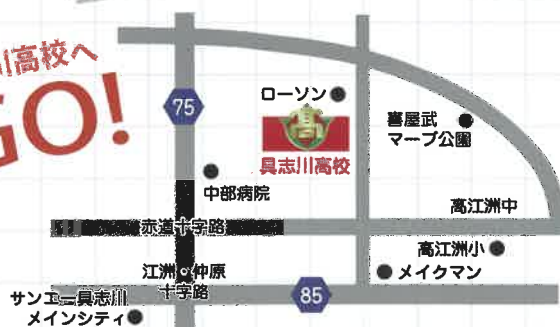 川高校へ
GO!
75
ローソン
喜屋武
マーブ公園
具志川高校
中部病院
高江洲中
赤道十字路
高江洲小
江洲・仲原
十字路
メイクマン
85
サンエー具志川
メインシティ